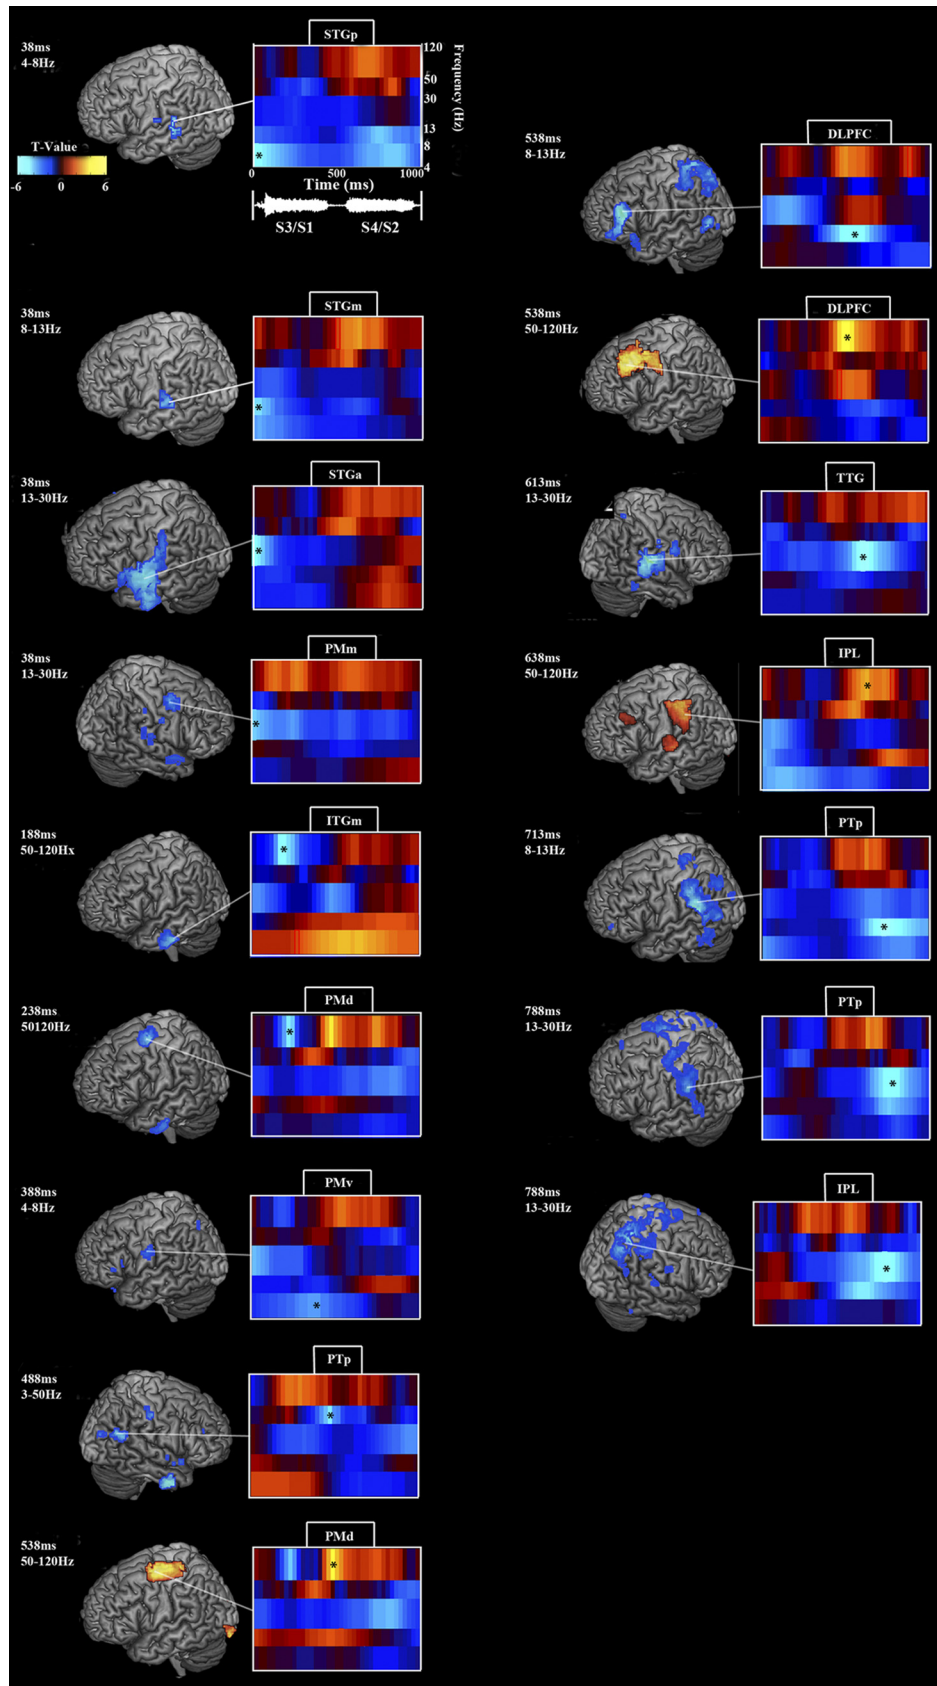 38ms
4-8Hz
STGp
120
50
30
13
8
4
Frequency (Hz)
T-Value
-6 0 6
*
0 500 1000
Time (ms)
S3/S1 S4/S2
38ms
8-13Hz
STGm
*
38ms
13-30Hz
STGa
*
38ms
13-30Hz
PMm
*
188ms
50-120Hx
ITGm
*
238ms
50120Hz
PMd
*
388ms
4-8Hz
PMv
*
488ms
3-50Hz
PTp
*
538ms
50-120Hz
PMd
*
538ms
8-13Hz
DLPFC
*
538ms
50-120Hz
DLPFC
*
613ms
13-30Hz
TTG
*
638ms
50-120Hz
IPL
*
713ms
8-13Hz
PTp
*
788ms
13-30Hz
PTp
*
788ms
13-30Hz
IPL
*